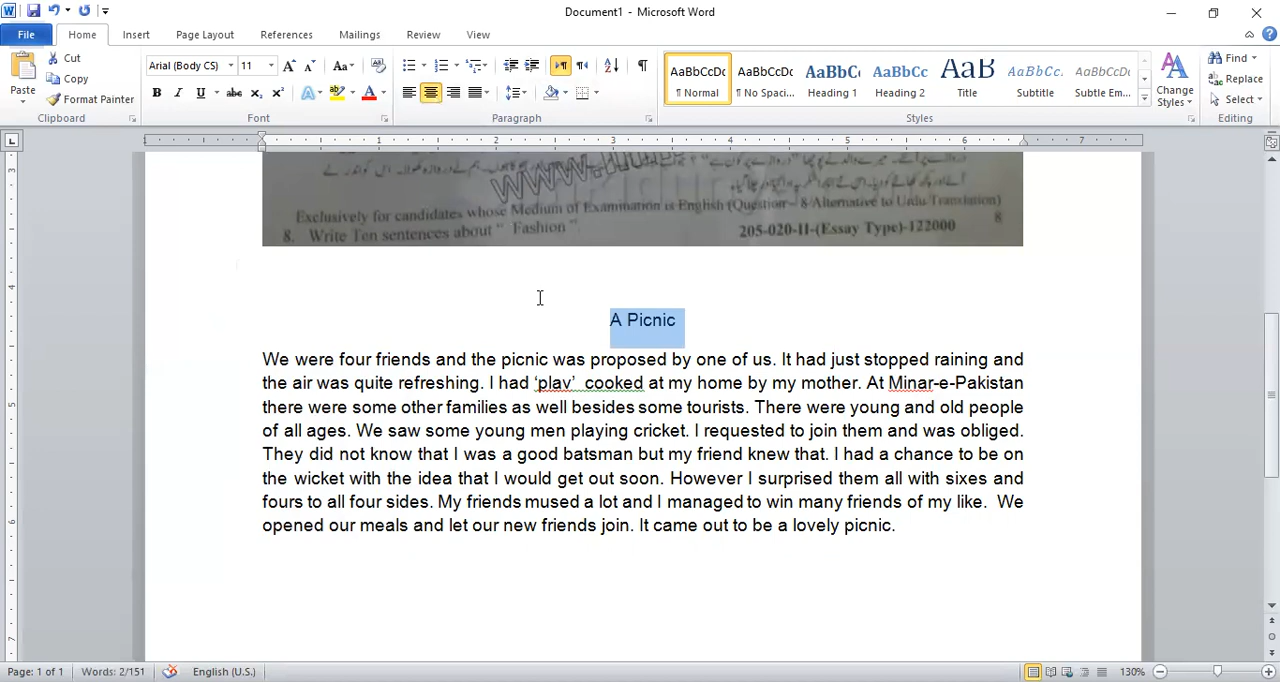 Document1 - Microsoft Word
File Home Insert Page Layout References Mailings Review View
Cut
Copy
Format Painter
Paste
Arial (Body CS) 11
AaBbCcDc AaBbCcDc AaBbC AaBbCc AaB AaBbCc. AaBbCcDc
¶ Normal ¶ No Spaci... Heading 1 Heading 2 Title Subtitle Subtle Em...
Change Styles
Find
Replace
Select
Clipboard Font Paragraph Styles Editing
Exclusively for candidates whose Medium of Examination is English (Question– 8 Alternative to Urdu Translation)
8. Write Ten sentences about " Fashion " 8
205-020-II-(Essay Type)-122000
A Picnic
We were four friends and the picnic was proposed by one of us. It had just stopped raining and
the air was quite refreshing. I had ‘plav’  cooked at my home by my mother. At Minar-e-Pakistan
there were some other families as well besides some tourists. There were young and old people
of all ages. We saw some young men playing cricket. I requested to join them and was obliged.
They did not know that I was a good batsman but my friend knew that. I had a chance to be on
the wicket with the idea that I would get out soon. However I surprised them all with sixes and
fours to all four sides. My friends mused a lot and I managed to win many friends of my like.  We
opened our meals and let our new friends join. It came out to be a lovely picnic.
Page: 1 of 1 Words: 2/151 English (U.S.) 130%